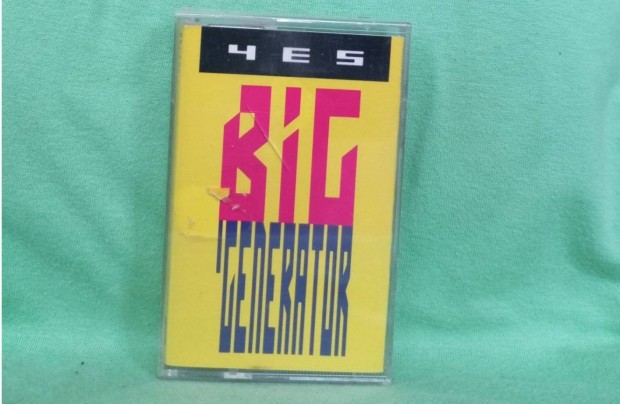 YES
BiG
GENERATOR